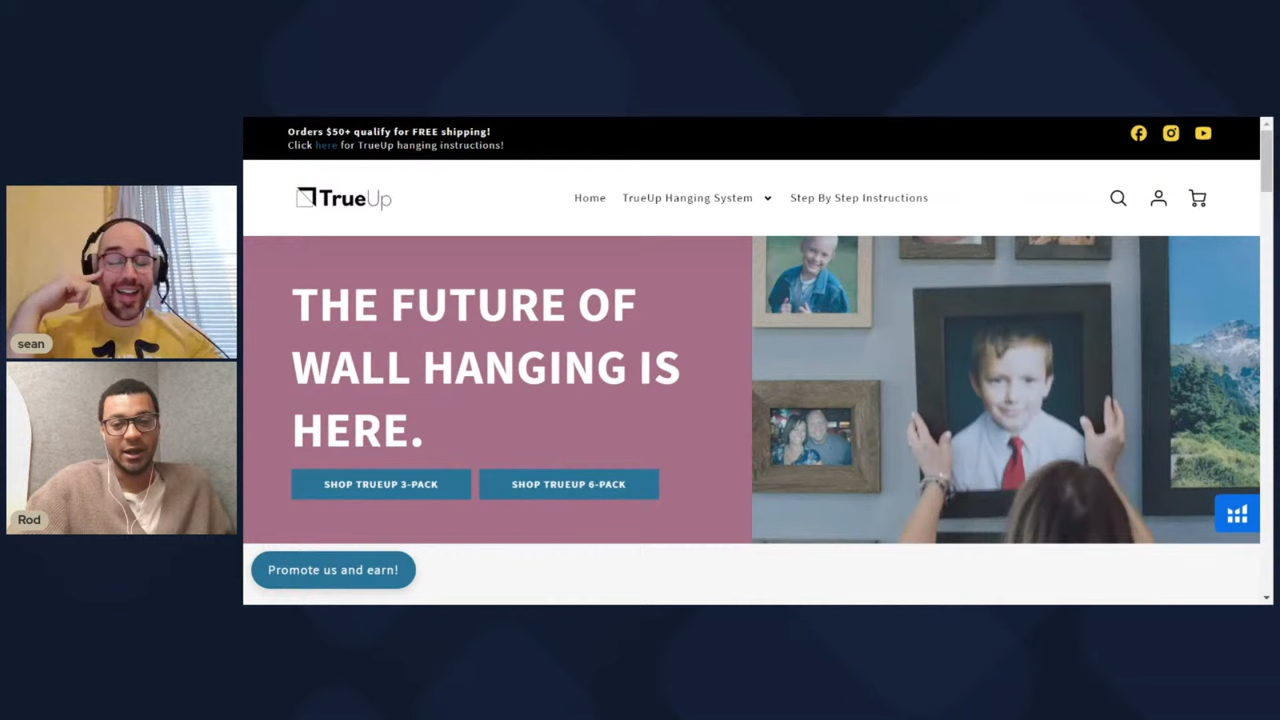 Orders $50+ qualify for FREE shipping!
Click here for TrueUp hanging instructions!
TrueUp
Home
TrueUp Hanging System
Step By Step Instructions
THE FUTURE OF
WALL HANGING IS
HERE.
SHOP TRUEUP 3-PACK
SHOP TRUEUP 6-PACK
Promote us and earn!
sean
Rod